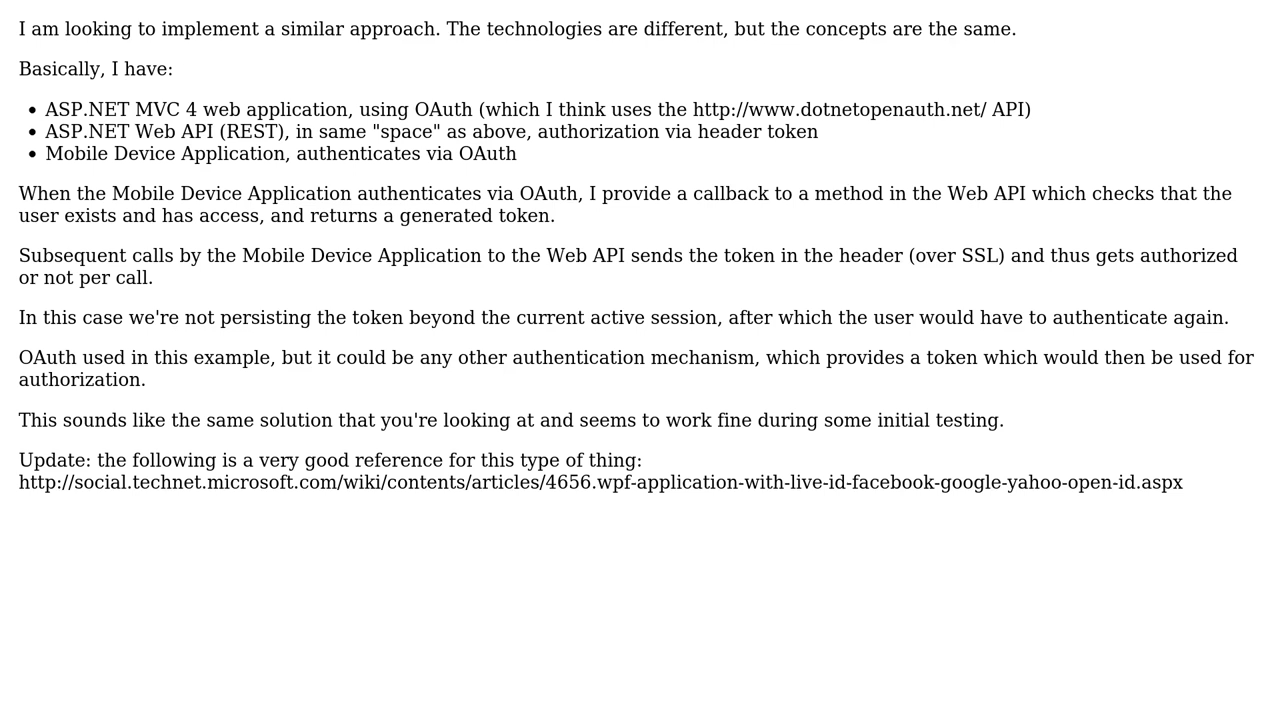 I am looking to implement a similar approach. The technologies are different, but the concepts are the same.
Basically, I have:
• ASP.NET MVC 4 web application, using OAuth (which I think uses the http://www.dotnetopenauth.net/ API)
• ASP.NET Web API (REST), in same "space" as above, authorization via header token
• Mobile Device Application, authenticates via OAuth
When the Mobile Device Application authenticates via OAuth, I provide a callback to a method in the Web API which checks that the
user exists and has access, and returns a generated token.
Subsequent calls by the Mobile Device Application to the Web API sends the token in the header (over SSL) and thus gets authorized
or not per call.
In this case we're not persisting the token beyond the current active session, after which the user would have to authenticate again.
OAuth used in this example, but it could be any other authentication mechanism, which provides a token which would then be used for
authorization.
This sounds like the same solution that you're looking at and seems to work fine during some initial testing.
Update: the following is a very good reference for this type of thing:
http://social.technet.microsoft.com/wiki/contents/articles/4656.wpf-application-with-live-id-facebook-google-yahoo-open-id.aspx